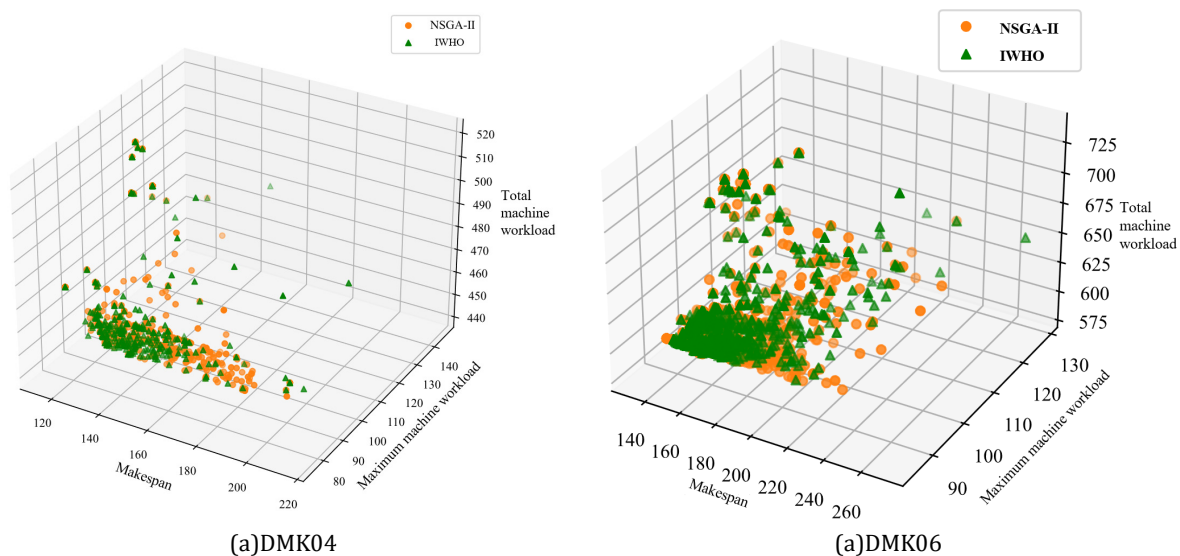 NSGA-II
IWHO
520
510
500
490
480
470
460
450
440
Total
machine
workload
140
130
120
110
100
90
80
Maximum machine workload
120
140
160
180
200
220
Makespan
(a)DMK04
NSGA-II
IWHO
725
700
675
650
625
600
575
Total
machine
workload
130
120
110
100
90
Maximum machine workload
140
160
180
200
220
240
260
Makespan
(a)DMK06